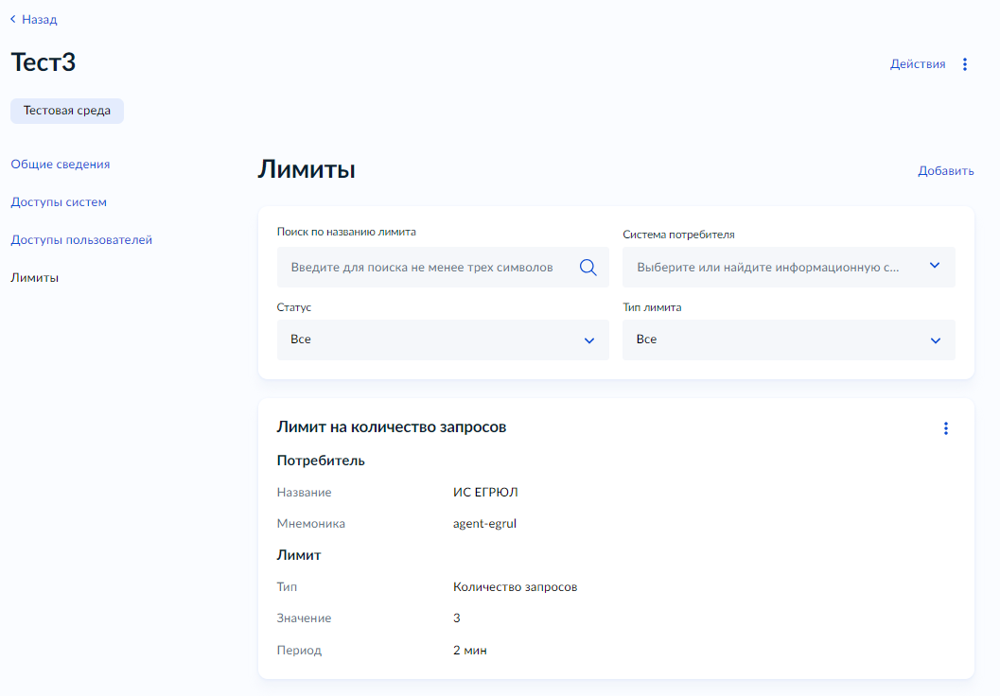 Назад
Тест3
Действия
Тестовая среда
Общие сведения
Доступы систем
Доступы пользователей
Лимиты
Лимиты
Добавить
Поиск по названию лимита
Введите для поиска не менее трех символов
Система потребителя
Выберите или найдите информационную с...
Статус
Все
Тип лимита
Все
Лимит на количество запросов
Потребитель
Название ИС ЕГРЮЛ
Мнемоника agent-egrul
Лимит
Тип Количество запросов
Значение 3
Период 2 мин